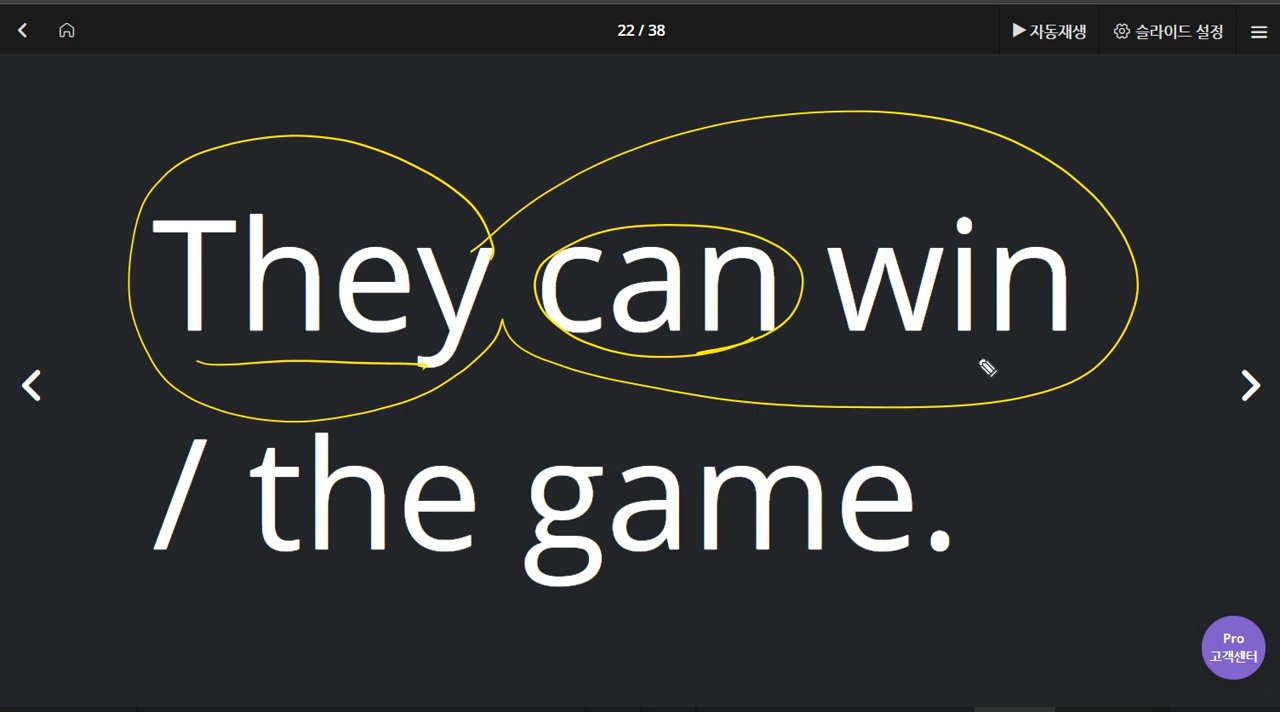 22 / 38
▶ 자동재생
슬라이드 설정
They can win
/ the game.
Pro
고객센터